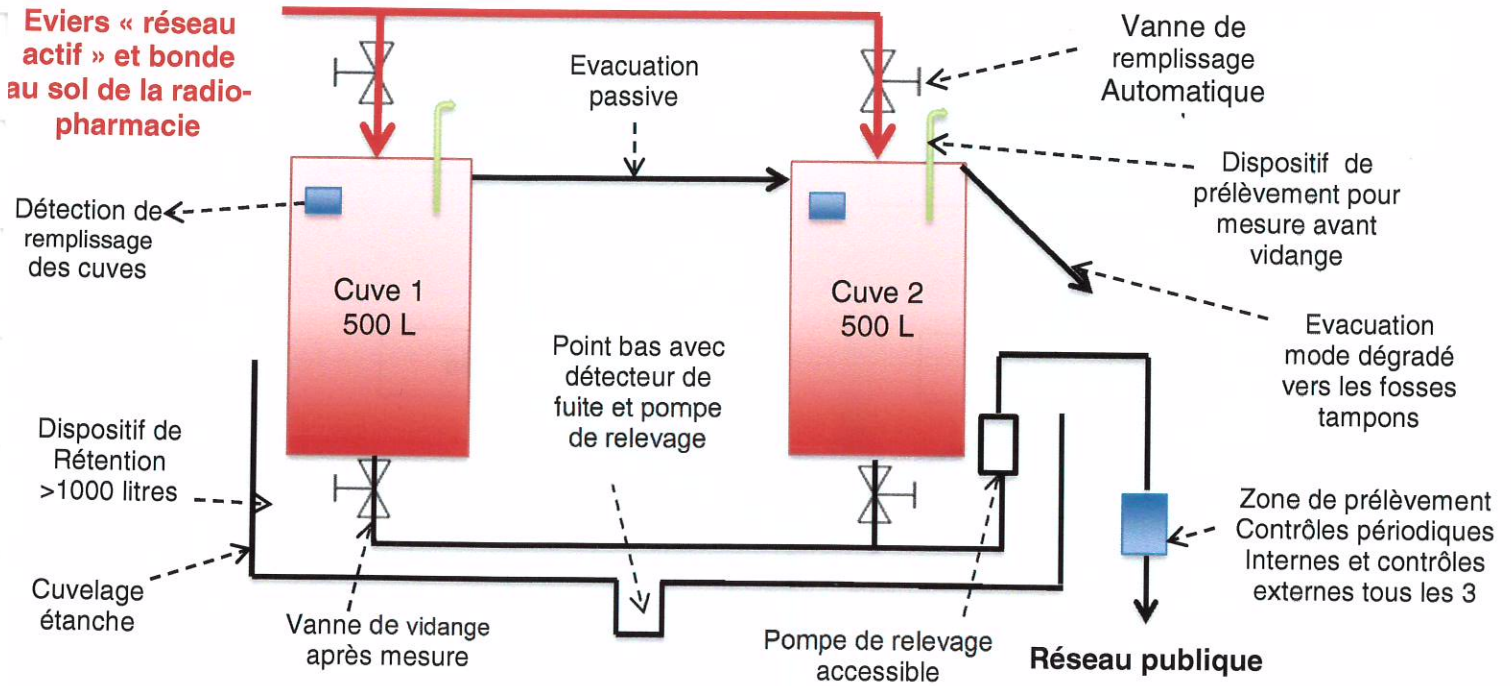 Eviers « réseau
actif » et bonde
au sol de la radio-
pharmacie
Evacuation
passive
Vanne de
remplissage
Automatique
Détection de
remplissage
des cuves
Dispositif de
prélèvement pour
mesure avant
vidange
Cuve 1
500 L
Cuve 2
500 L
Point bas avec
détecteur de
fuite et pompe
de relevage
Evacuation
mode dégradé
vers les fosses
tampons
Dispositif de
Rétention
>1000 litres
Zone de prélèvement
Contrôles périodiques
Internes et contrôles
externes tous les 3
Cuvelage
étanche
Vanne de vidange
après mesure
Pompe de relevage
accessible
Réseau publique